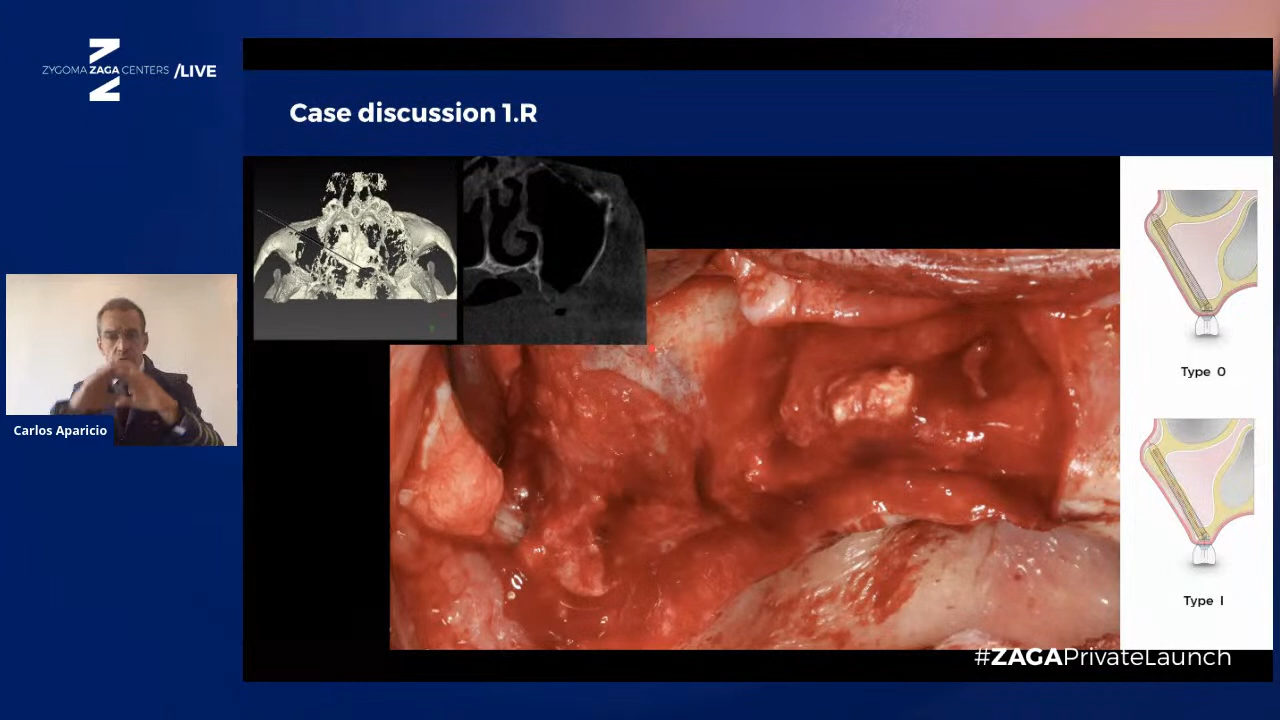 ZYGOMA ZAGA CENTERS /LIVE
Case discussion 1.R
Type 0
Carlos Aparicio
Type I
#ZAGAPrivateLaunch